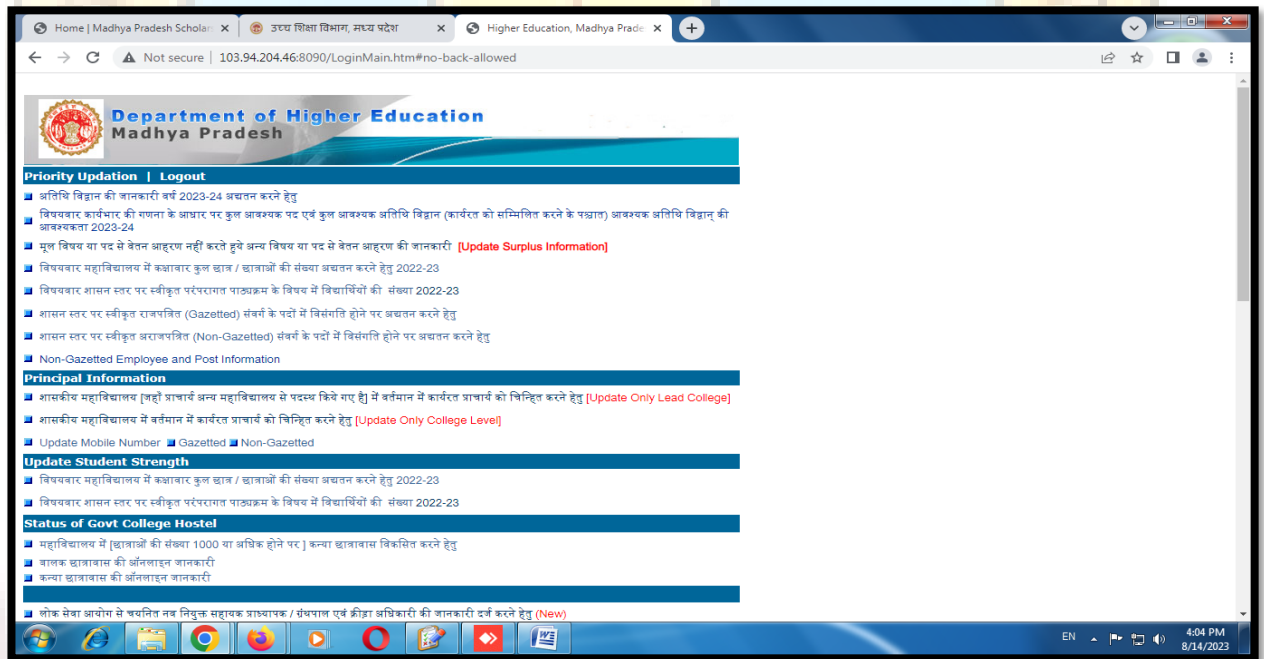 Home | Madhya Pradesh Scholar
उच्च शिक्षा विभाग, मध्य प्रदेश
Higher Education, Madhya Prade
Not secure | 103.94.204.46:8090/LoginMain.htm#no-back-allowed
Department of Higher Education
Madhya Pradesh
Priority Updation | Logout
अतिथि विद्वान की जानकारी वर्ष 2023-24 अद्यतन करने हेतु
विषयवार कार्यभार की गणना के आधार पर कुल आवश्यक पद एवं कुल आवश्यक अतिथि विद्वान (कार्यरत को सम्मिलित करने के पश्चात) आवश्यक अतिथि विद्वान् की
आवश्यकता 2023-24
मूल विषय या पद से वेतन आहरण नहीं करते हुये अन्य विषय या पद से वेतन आहरण की जानकारी [Update Surplus Information]
विषयवार महाविद्यालय में कक्षावार कुल छात्र / छात्राओं की संख्या अद्यतन करने हेतु 2022-23
विषयवार शासन स्तर पर स्वीकृत परंपरागत पाठ्यक्रम के विषय में विद्यार्थियों की संख्या 2022-23
शासन स्तर पर स्वीकृत राजपत्रित (Gazetted) संवर्ग के पदों में विसंगति होने पर अद्यतन करने हेतु
शासन स्तर पर स्वीकृत अराजपत्रित (Non-Gazetted) संवर्ग के पदों में विसंगति होने पर अद्यतन करने हेतु
Non-Gazetted Employee and Post Information
Principal Information
शासकीय महाविद्यालय [जहाँ प्राचार्य अन्य महाविद्यालय से पदस्थ किये गए है] में वर्तमान में कार्यरत प्राचार्य को चिन्हित करने हेतु [Update Only Lead College]
शासकीय महाविद्यालय में वर्तमान में कार्यरत प्राचार्य को चिन्हित करने हेतु [Update Only College Level]
Update Mobile Number Gazetted Non-Gazetted
Update Student Strength
विषयवार महाविद्यालय में कक्षावार कुल छात्र / छात्राओं की संख्या अद्यतन करने हेतु 2022-23
विषयवार शासन स्तर पर स्वीकृत परंपरागत पाठ्यक्रम के विषय में विद्यार्थियों की संख्या 2022-23
Status of Govt College Hostel
महाविद्यालय में [छात्राओं की संख्या 1000 या अधिक होने पर ] कन्या छात्रावास विकसित करने हेतु
बालक छात्रावास की ऑनलाइन जानकारी
कन्या छात्रावास की ऑनलाइन जानकारी
लोक सेवा आयोग से चयनित नव नियुक्त सहायक प्राध्यापक / ग्रंथपाल एवं क्रीड़ा अधिकारी की जानकारी दर्ज करने हेतु (New)
EN
4:04 PM
8/14/2023